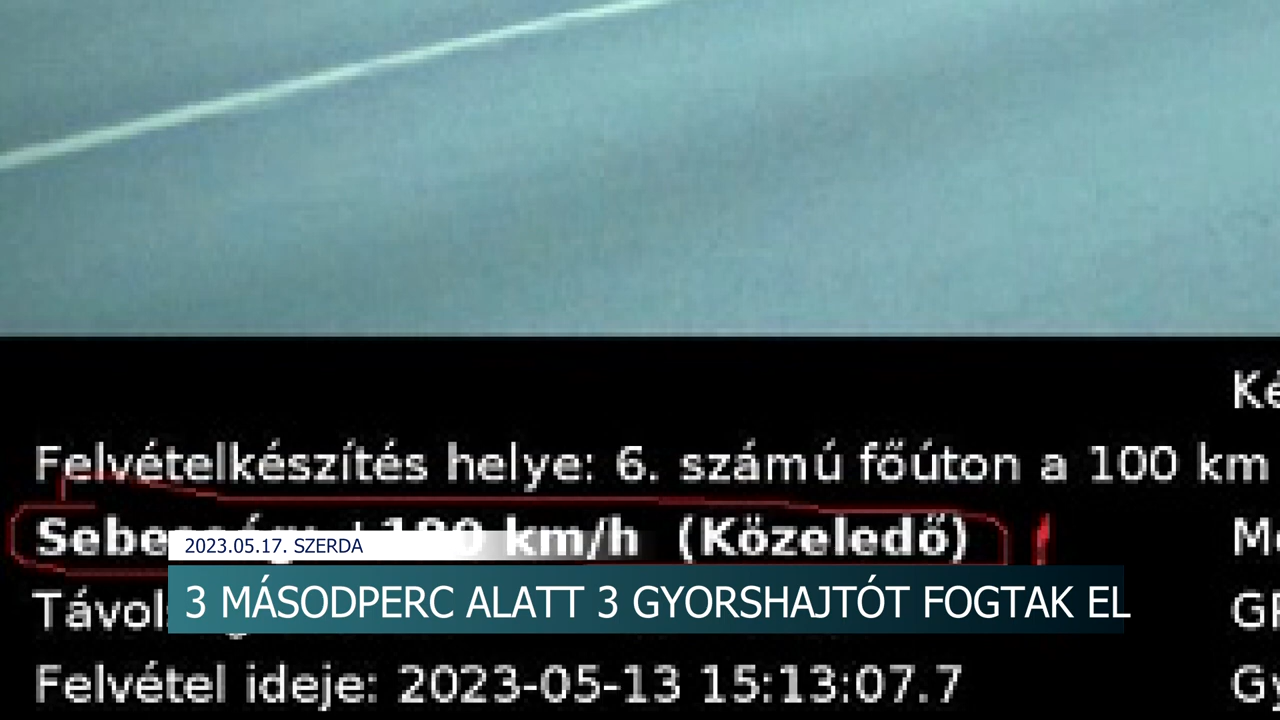 Ké
Felvételkészítés helye: 6. számú főúton a 100 km
km/h (Közeledő)
2023.05.17. SZERDA
3 MÁSODPERC ALATT 3 GYORSHAJTÓT FOGTAK EL
Felvétel ideje: 2023-05-13 15:13:07.7
Gy